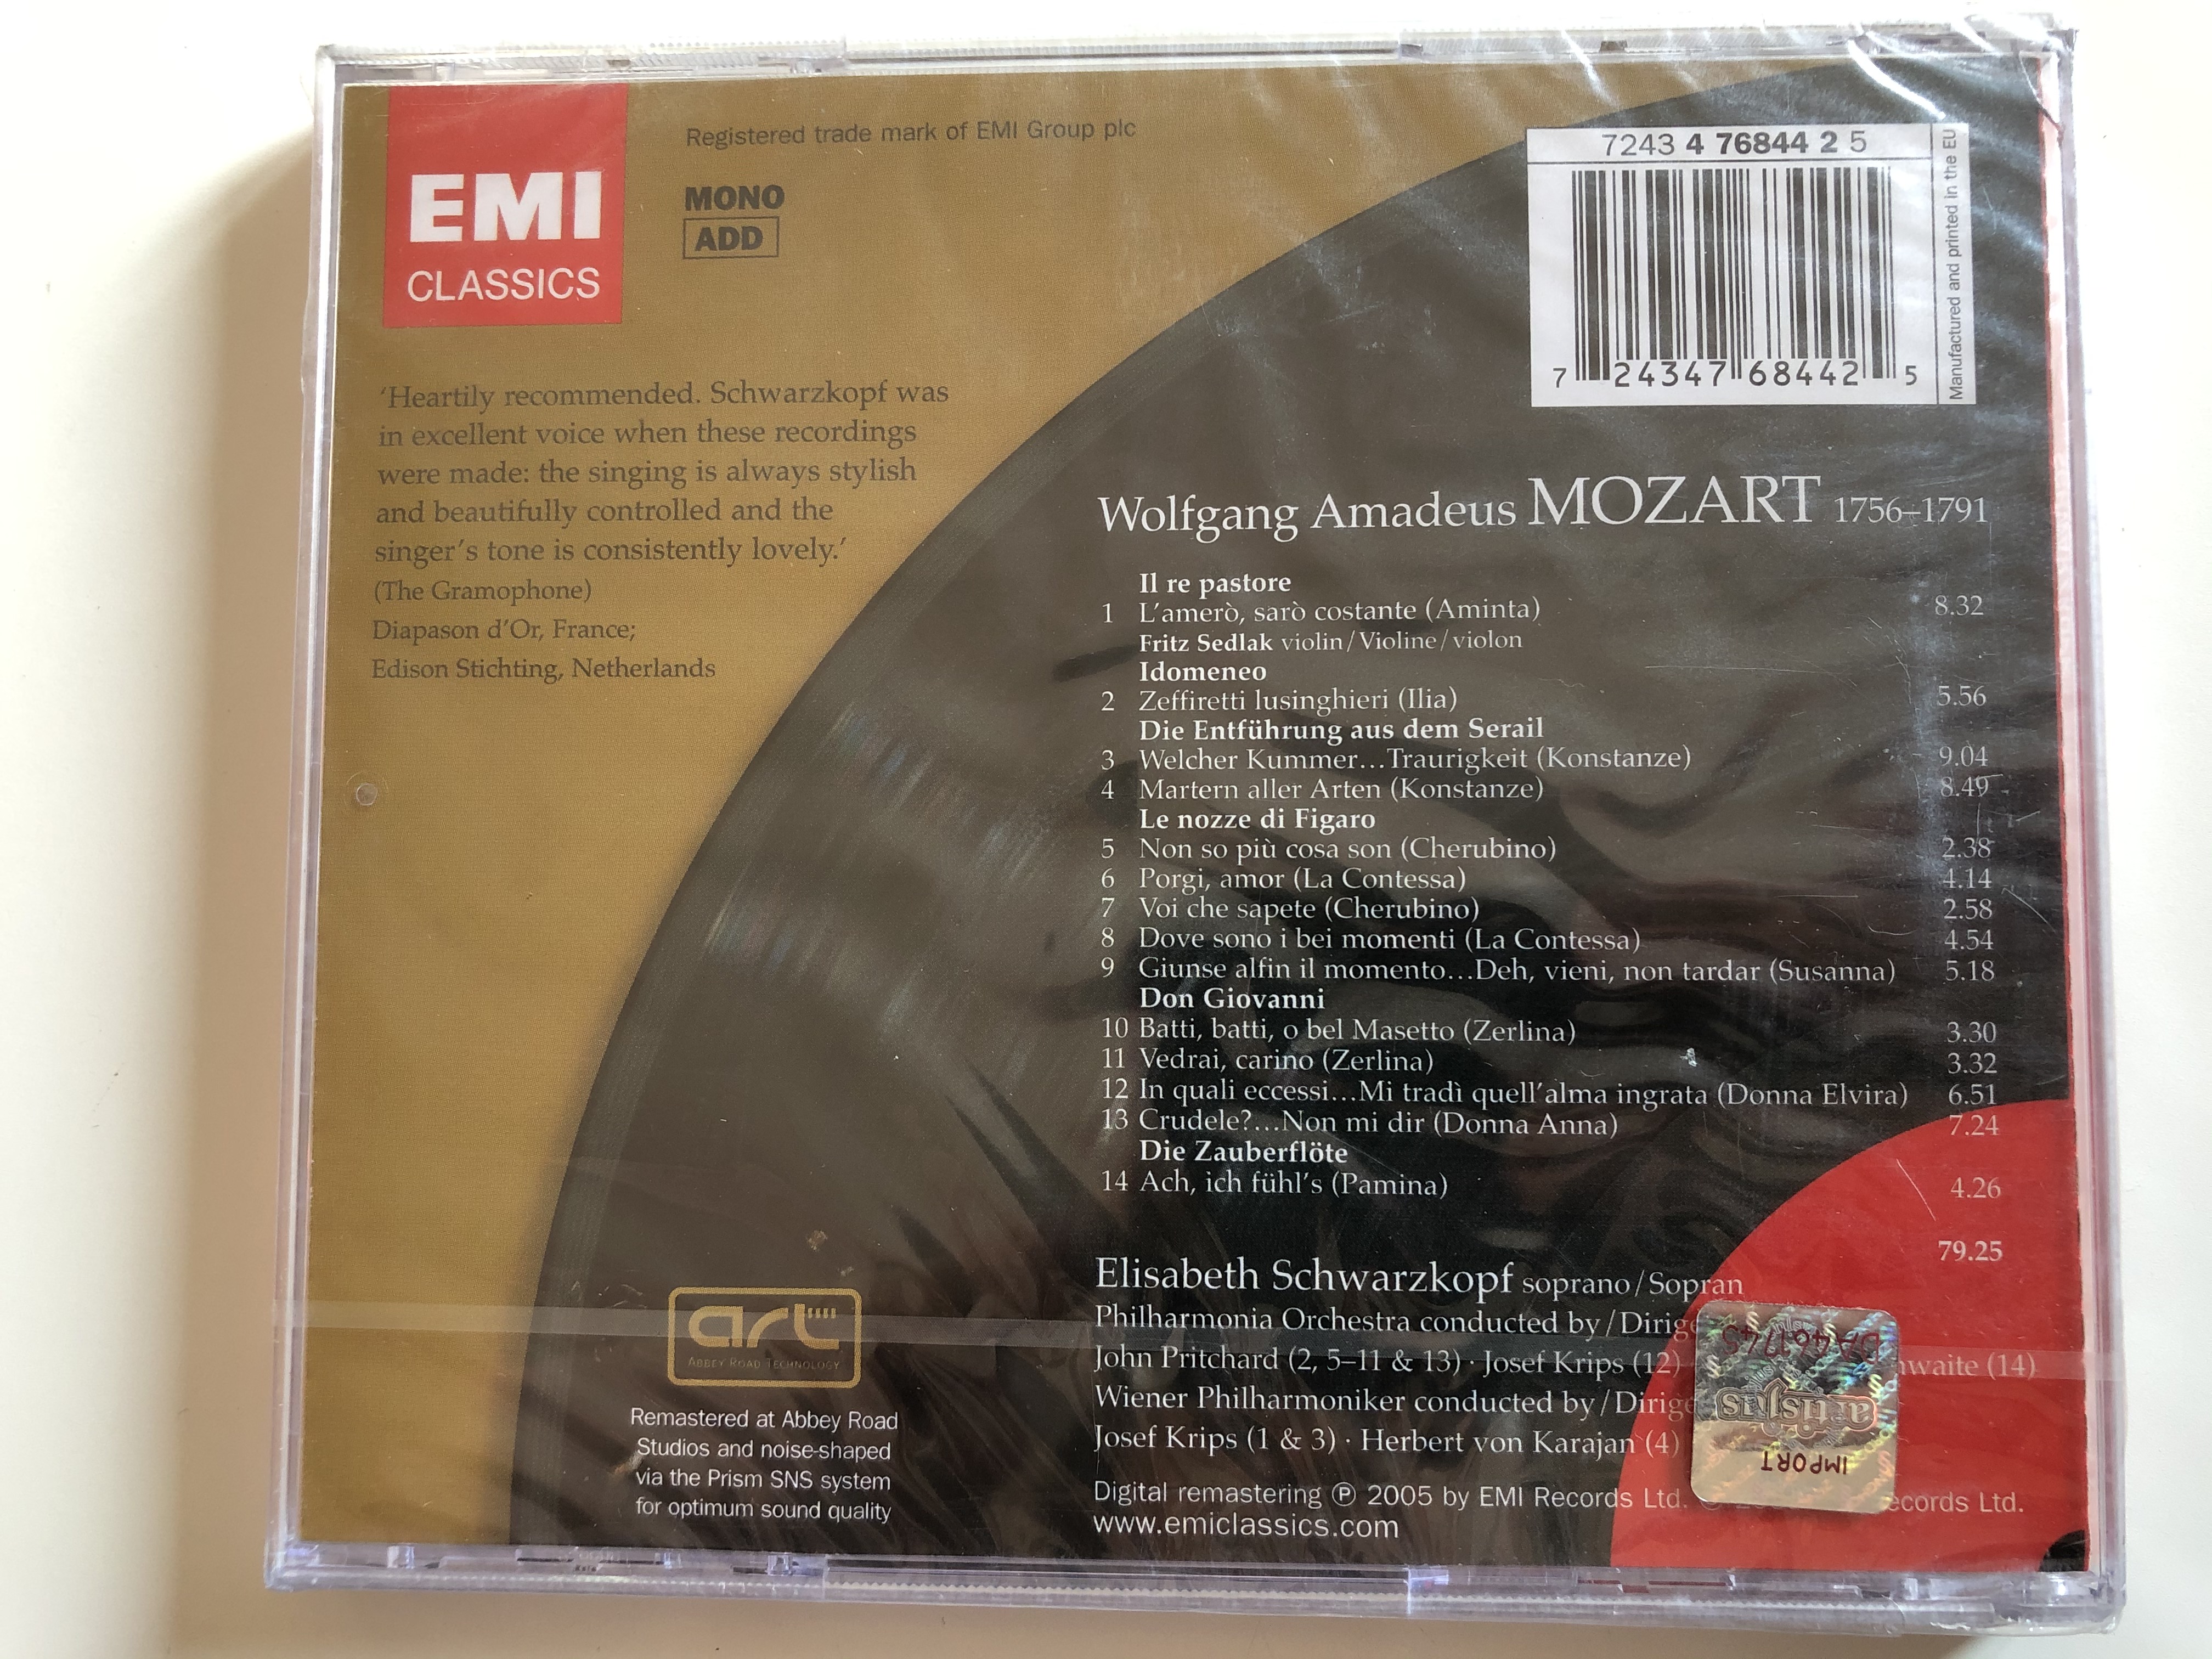 EMI
CLASSICS
Registered trade mark of EMI Group plc
MONO
ADD
7243 4 76844 2 5
7 24347 68442 5
Manufactured and printed in the EU
'Heartily recommended. Schwarzkopf was
in excellent voice when these recordings
were made: the singing is always stylish
and beautifully controlled and the
singer's tone is consistently lovely.'
(The Gramophone)
Diapason d'Or, France;
Edison Stichting, Netherlands
Wolfgang Amadeus MOZART 1756–1791
Il re pastore
1 L'amerò, sarò costante (Aminta) 8.32
Fritz Sedlak violin/Violine/violon
Idomeneo
2 Zeffiretti lusinghieri (Ilia) 5.56
Die Entführung aus dem Serail
3 Welcher Kummer...Traurigkeit (Konstanze) 9.04
4 Martern aller Arten (Konstanze) 8.49
Le nozze di Figaro
5 Non so più cosa son (Cherubino) 2.38
6 Porgi, amor (La Contessa) 4.14
7 Voi che sapete (Cherubino) 2.58
8 Dove sono i bei momenti (La Contessa) 4.54
9 Giunse alfin il momento...Deh, vieni, non tardar (Susanna) 5.18
Don Giovanni
10 Batti, batti, o bel Masetto (Zerlina) 3.30
11 Vedrai, carino (Zerlina) 3.32
12 In quali eccessi...Mi tradì quell'alma ingrata (Donna Elvira) 6.51
13 Crudele?...Non mi dir (Donna Anna) 7.24
Die Zauberflöte
14 Ach, ich fühl's (Pamina) 4.26
79.25
Elisabeth Schwarzkopf soprano/Sopran
Philharmonia Orchestra conducted by/Dirige
John Pritchard (2, 5–11 & 13) · Josef Krips (12) hwaite (14)
Wiener Philharmoniker conducted by/Dirige
Josef Krips (1 & 3) · Herbert von Karajan (4)
Digital remastering ℗ 2005 by EMI Records Ltd. © ecords Ltd.
www.emiclassics.com
artisjus
IMPORT
art
ABBEY ROAD TECHNOLOGY
Remastered at Abbey Road
Studios and noise-shaped
via the Prism SNS system
for optimum sound quality